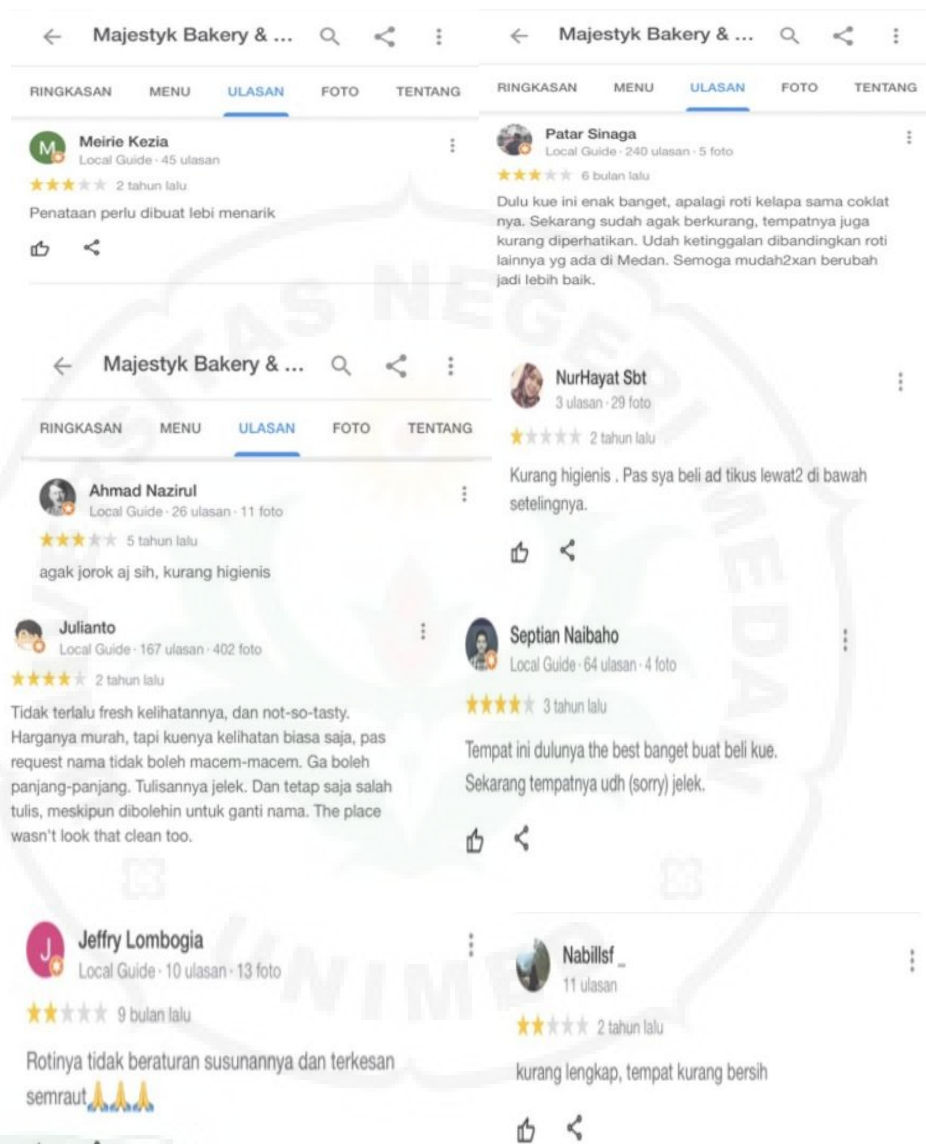 Majestyk Bakery & ...
RINGKASAN MENU ULASAN FOTO TENTANG
M
Meirie Kezia
Local Guide · 45 ulasan
2 tahun lalu
Penataan perlu dibuat lebi menarik
Majestyk Bakery & ...
RINGKASAN MENU ULASAN FOTO TENTANG
Patar Sinaga
Local Guide · 240 ulasan · 5 foto
6 bulan lalu
Dulu kue ini enak banget, apalagi roti kelapa sama coklat
nya. Sekarang sudah agak berkurang, tempatnya juga
kurang diperhatikan. Udah ketinggalan dibandingkan roti
lainnya yg ada di Medan. Semoga mudah2xan berubah
jadi lebih baik.
Majestyk Bakery & ...
RINGKASAN MENU ULASAN FOTO TENTANG
Ahmad Nazirul
Local Guide · 26 ulasan · 11 foto
5 tahun lalu
agak jorok aj sih, kurang higienis
NurHayat Sbt
3 ulasan · 29 foto
2 tahun lalu
Kurang higienis . Pas sya beli ad tikus lewat2 di bawah
setelingnya.
Julianto
Local Guide · 167 ulasan · 402 foto
2 tahun lalu
Tidak terlalu fresh kelihatannya, dan not-so-tasty.
Harganya murah, tapi kuenya kelihatan biasa saja, pas
request nama tidak boleh macem-macem. Ga boleh
panjang-panjang. Tulisannya jelek. Dan tetap saja salah
tulis, meskipun dibolehin untuk ganti nama. The place
wasn't look that clean too.
Septian Naibaho
Local Guide · 64 ulasan · 4 foto
3 tahun lalu
Tempat ini dulunya the best banget buat beli kue.
Sekarang tempatnya udh (sorry) jelek.
J
Jeffry Lombogia
Local Guide · 10 ulasan · 13 foto
9 bulan lalu
Rotinya tidak beraturan susunannya dan terkesan
semraut🙏🙏🙏
Nabillsf _
11 ulasan
2 tahun lalu
kurang lengkap, tempat kurang bersih
UNIVERSITAS NEGERI MEDAN
UNIMED